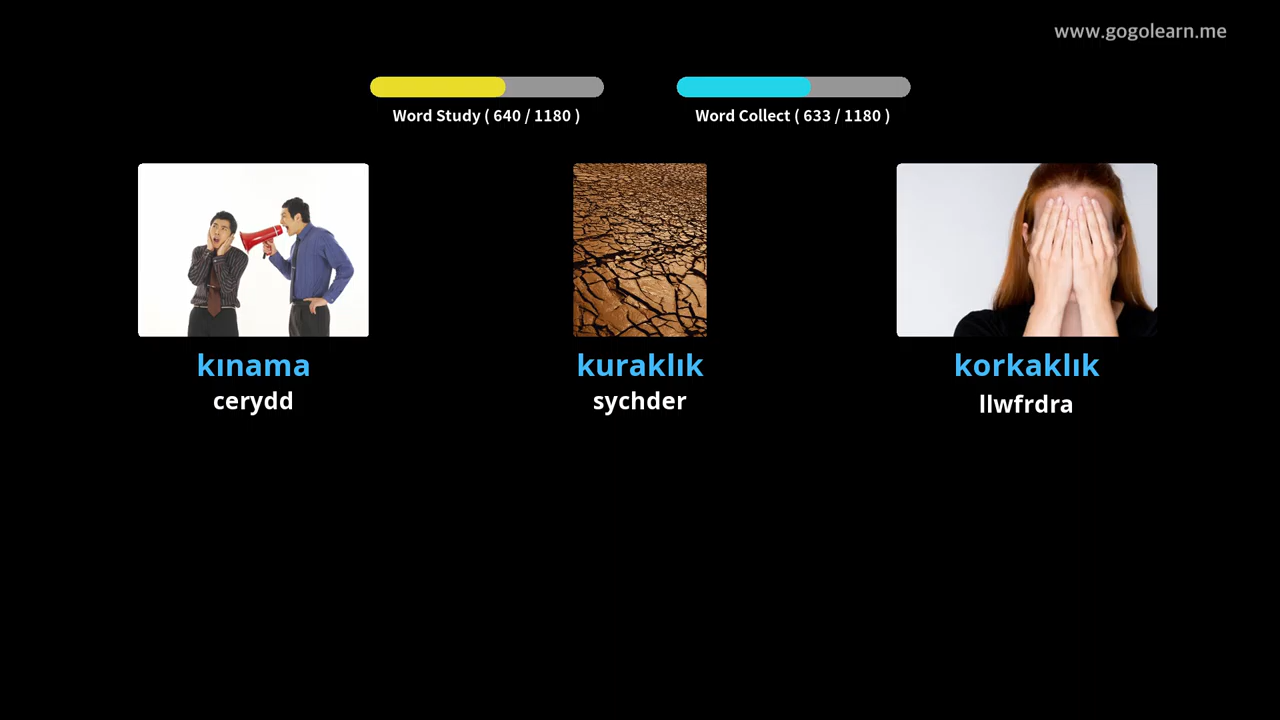 www.gogolearn.me
Word Study ( 640 / 1180 )
Word Collect ( 633 / 1180 )
kınama
cerydd
kuraklık
sychder
korkaklık
llwfrdra